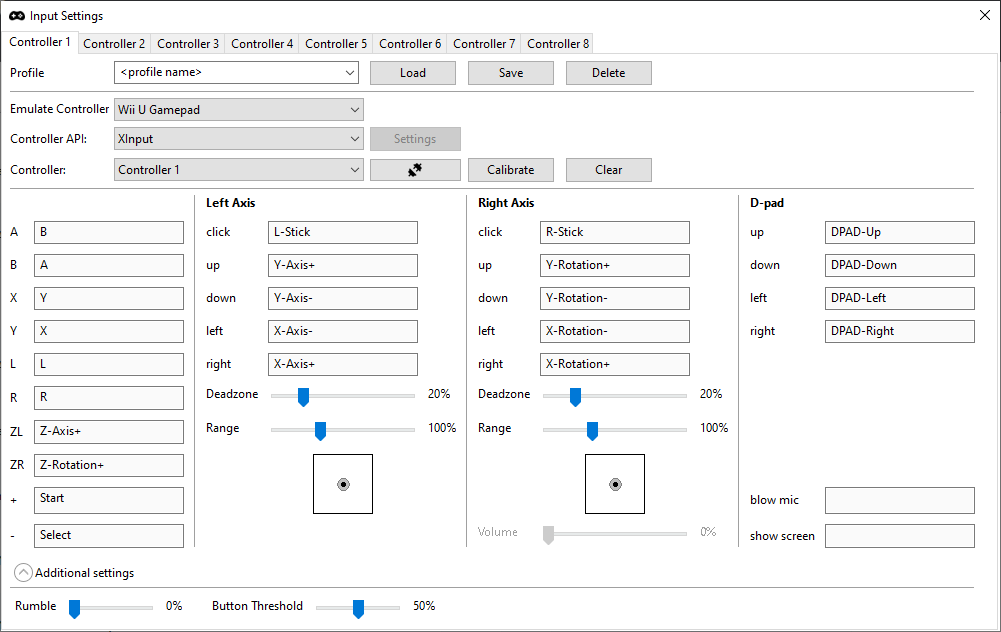 Input Settings
Controller 1 Controller 2 Controller 3 Controller 4 Controller 5 Controller 6 Controller 7 Controller 8
Profile <profile name> Load Save Delete
Emulate Controller Wii U Gamepad
Controller API: XInput Settings
Controller: Controller 1 Calibrate Clear
Left Axis Right Axis D-pad
A B click L-Stick click R-Stick up DPAD-Up
B A up Y-Axis+ up Y-Rotation+ down DPAD-Down
X Y down Y-Axis- down Y-Rotation- left DPAD-Left
Y X left X-Axis- left X-Rotation- right DPAD-Right
L L right X-Axis+ right X-Rotation+
R R Deadzone 20% Deadzone 20%
ZL Z-Axis+ Range 100% Range 100%
ZR Z-Rotation+
+ Start blow mic
- Select Volume 0% show screen
Additional settings
Rumble 0% Button Threshold 50%